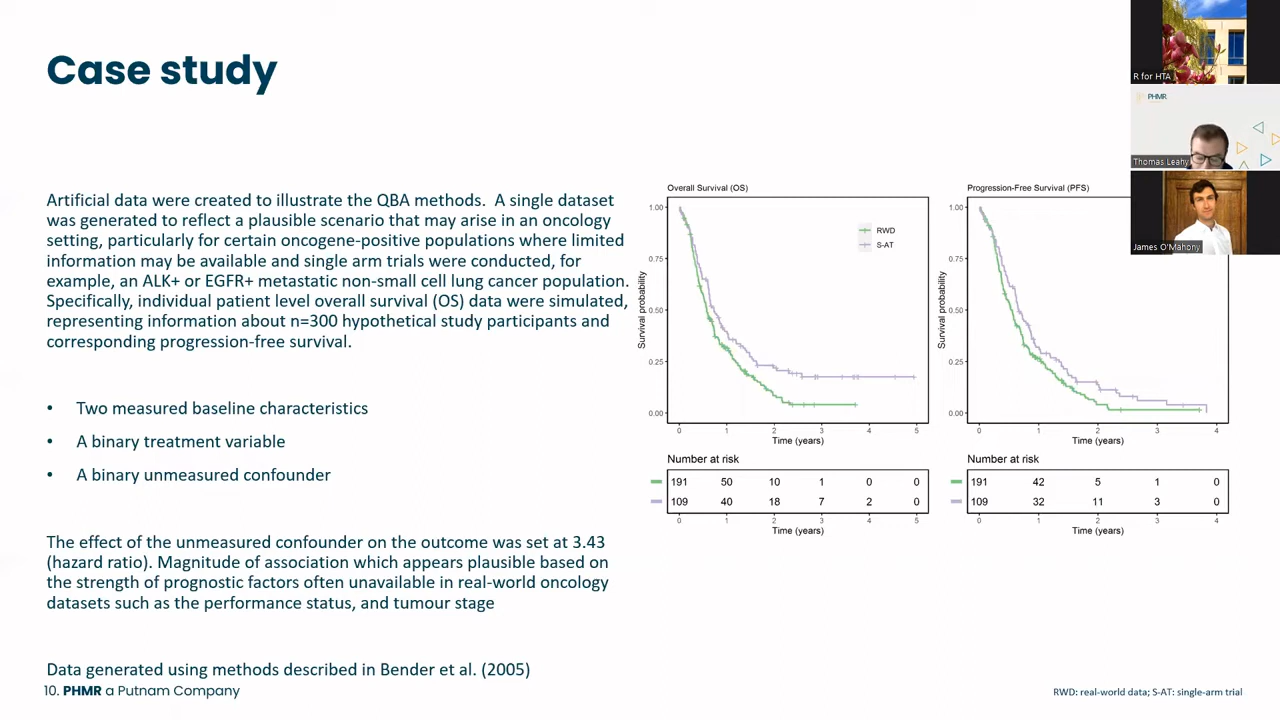 Case study
Artificial data were created to illustrate the QBA methods. A single dataset
was generated to reflect a plausible scenario that may arise in an oncology
setting, particularly for certain oncogene-positive populations where limited
information may be available and single arm trials were conducted, for
example, an ALK+ or EGFR+ metastatic non-small cell lung cancer population.
Specifically, individual patient level overall survival (OS) data were simulated,
representing information about n=300 hypothetical study participants and
corresponding progression-free survival.
• Two measured baseline characteristics
• A binary treatment variable
• A binary unmeasured confounder
The effect of the unmeasured confounder on the outcome was set at 3.43
(hazard ratio). Magnitude of association which appears plausible based on
the strength of prognostic factors often unavailable in real-world oncology
datasets such as the performance status, and tumour stage
Data generated using methods described in Bender et al. (2005)
10. PHMR a Putnam Company
Overall Survival (OS)
Survival probability
1.00
0.75
0.50
0.25
0.00
RWD
S-AT
0 1 2 3 4 5
Time (years)
Number at risk
191 50 10 1 0 0
109 40 18 7 2 0
0 1 2 3 4 5
Time (years)
Progression-Free Survival (PFS)
Survival probability
1.00
0.75
0.50
0.25
0.00
0 1 2 3 4
Time (years)
Number at risk
191 42 5 1 0
109 32 11 3 0
0 1 2 3 4
Time (years)
RWD: real-world data; S-AT: single-arm trial
R for HTA
PHMR
Thomas Leahy
James O'Mahony